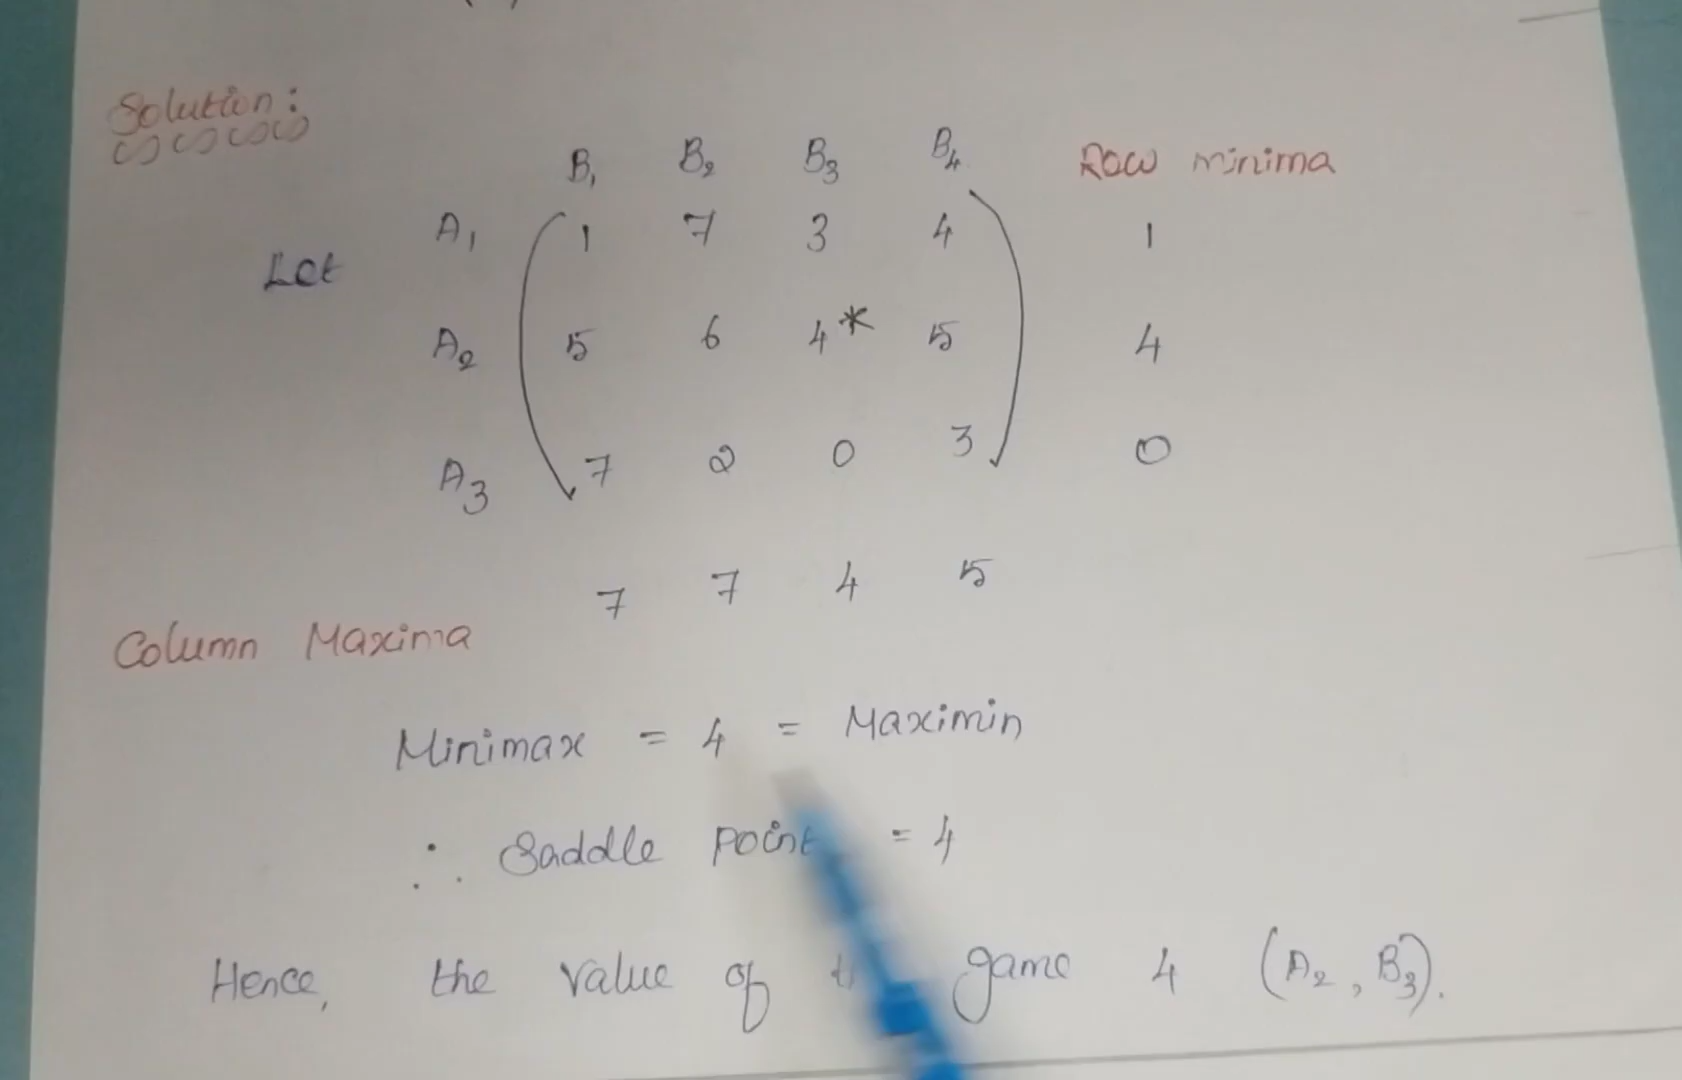 Solution:
B₁ B₂ B₃ B₄ Row minima
A₁ 1 7 3 4 1
Let
A₂ 5 6 4* 5 4
A₃ 7 2 0 3 0
7 7 4 5
Column Maxima
Minimax = 4 = Maximin
∴ Saddle point = 4
Hence, the value of game 4 (A₂, B₃).